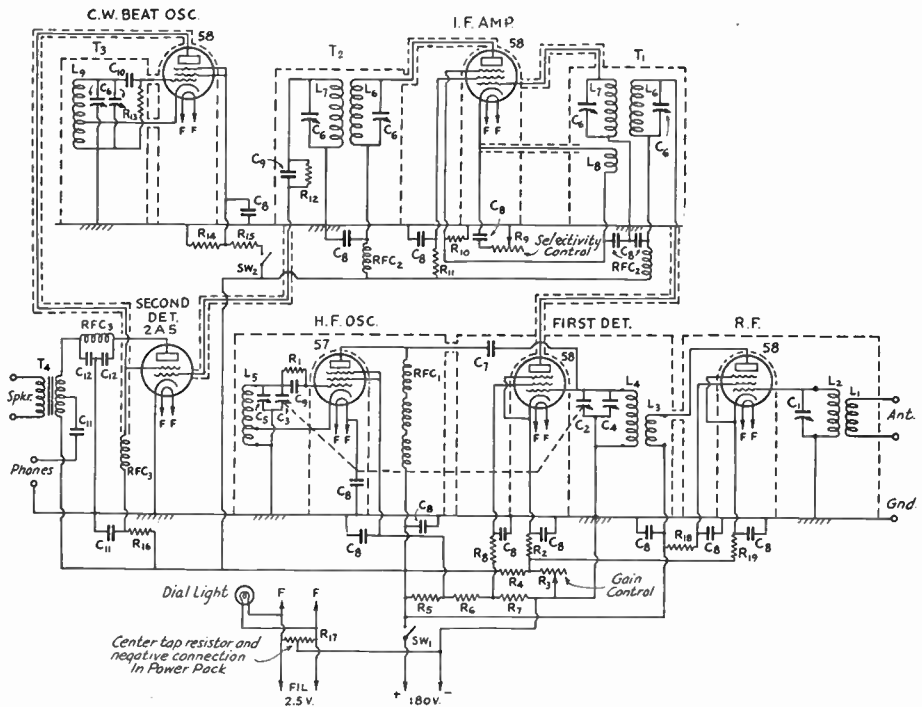 C.W. BEAT OSC.
I.F. AMP.
58
58
T3
T2
T1
L9
C10
C6
R13
L7
L6
L7
L6
C6
C6
C6
C6
L8
F F
F F
C9
R12
C8
C8
R14
R15
SW2
C8
RFC2
C8
R11
R10
R9
Selectivity
Control
C8
RFC2
SECOND
DET.
2A5
RFC3
H.F. OSC.
FIRST DET.
R.F.
57
58
58
T4
Spkr.
C12
C12
C11
L5
R1
C9
C5
C3
RFC1
C7
C2
C4
L4
L3
C1
L2
L1
Ant.
F F
F F
F F
F F
Phones
RFC3
C8
Gnd.
C11
R16
C8
C8
R8
C8
R2
C8
C8
R18
C8
R19
C8
R4
R3
Gain
Control
Dial Light
F
F
R5
R6
R7
R17
SW1
Center tap resistor and
negative connection
In Power Pack
FIL
2.5 V.
+
180V.
-